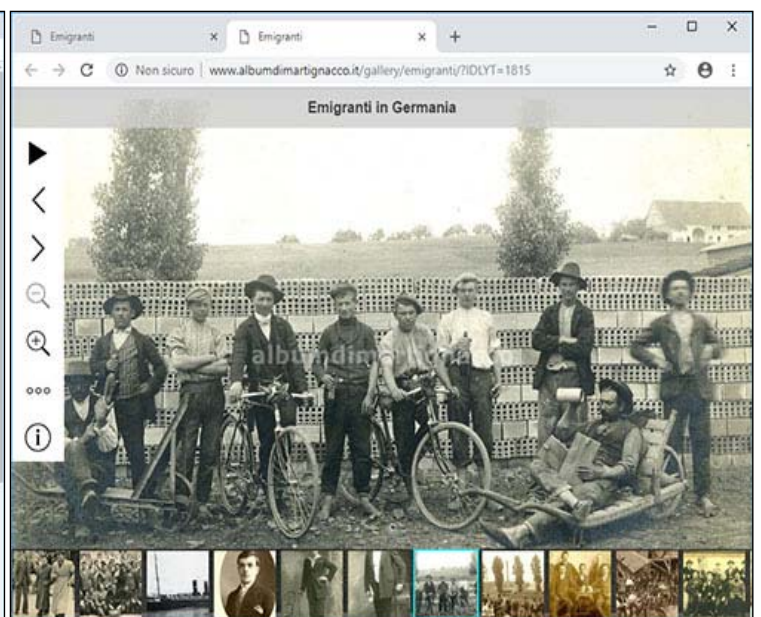 Emigranti
Emigranti
Non sicuro | www.albumdimartignacco.it/gallery/emigranti/?IDLYT=1815
Emigranti in Germania
albumdimartignacco